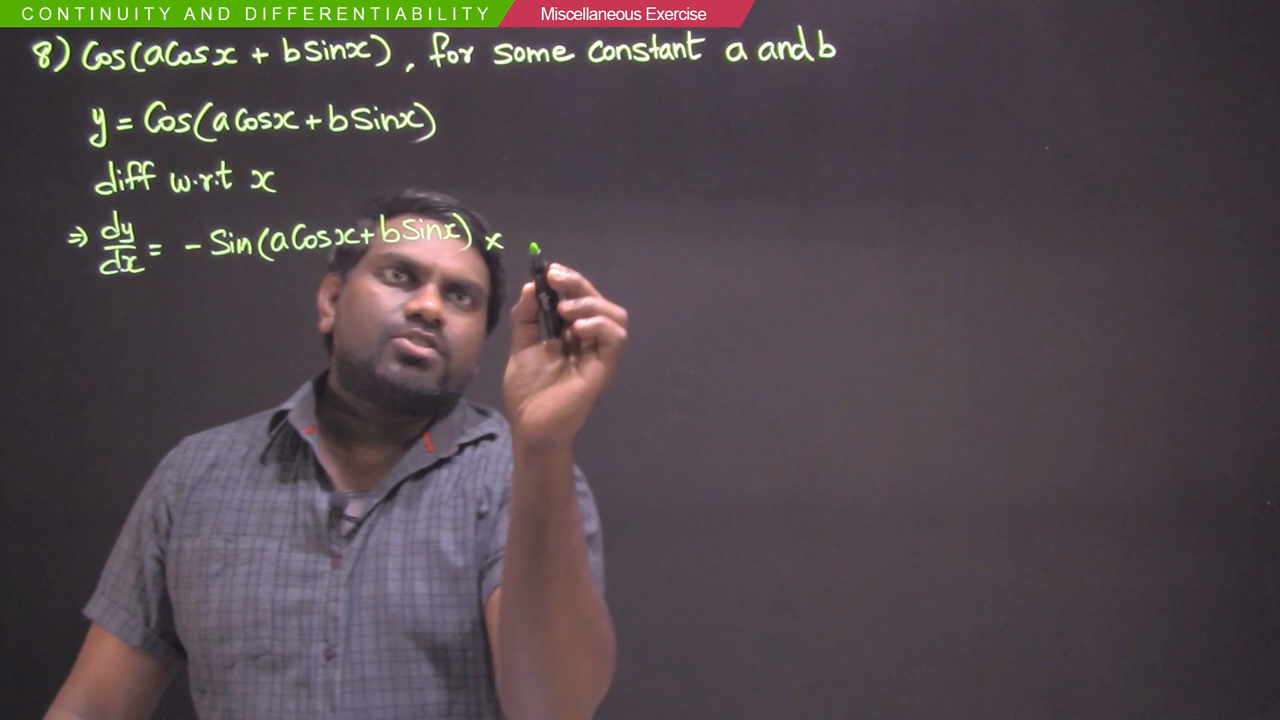 CONTINUITY AND DIFFERENTIABILITY Miscellaneous Exercise
8) Cos(aCosx + bSinx), for some constant a and b
y = Cos(aCosx + bSinx)
diff w.r.t x
⇒ dy/dx = - Sin(aCosx + bSinx) ×